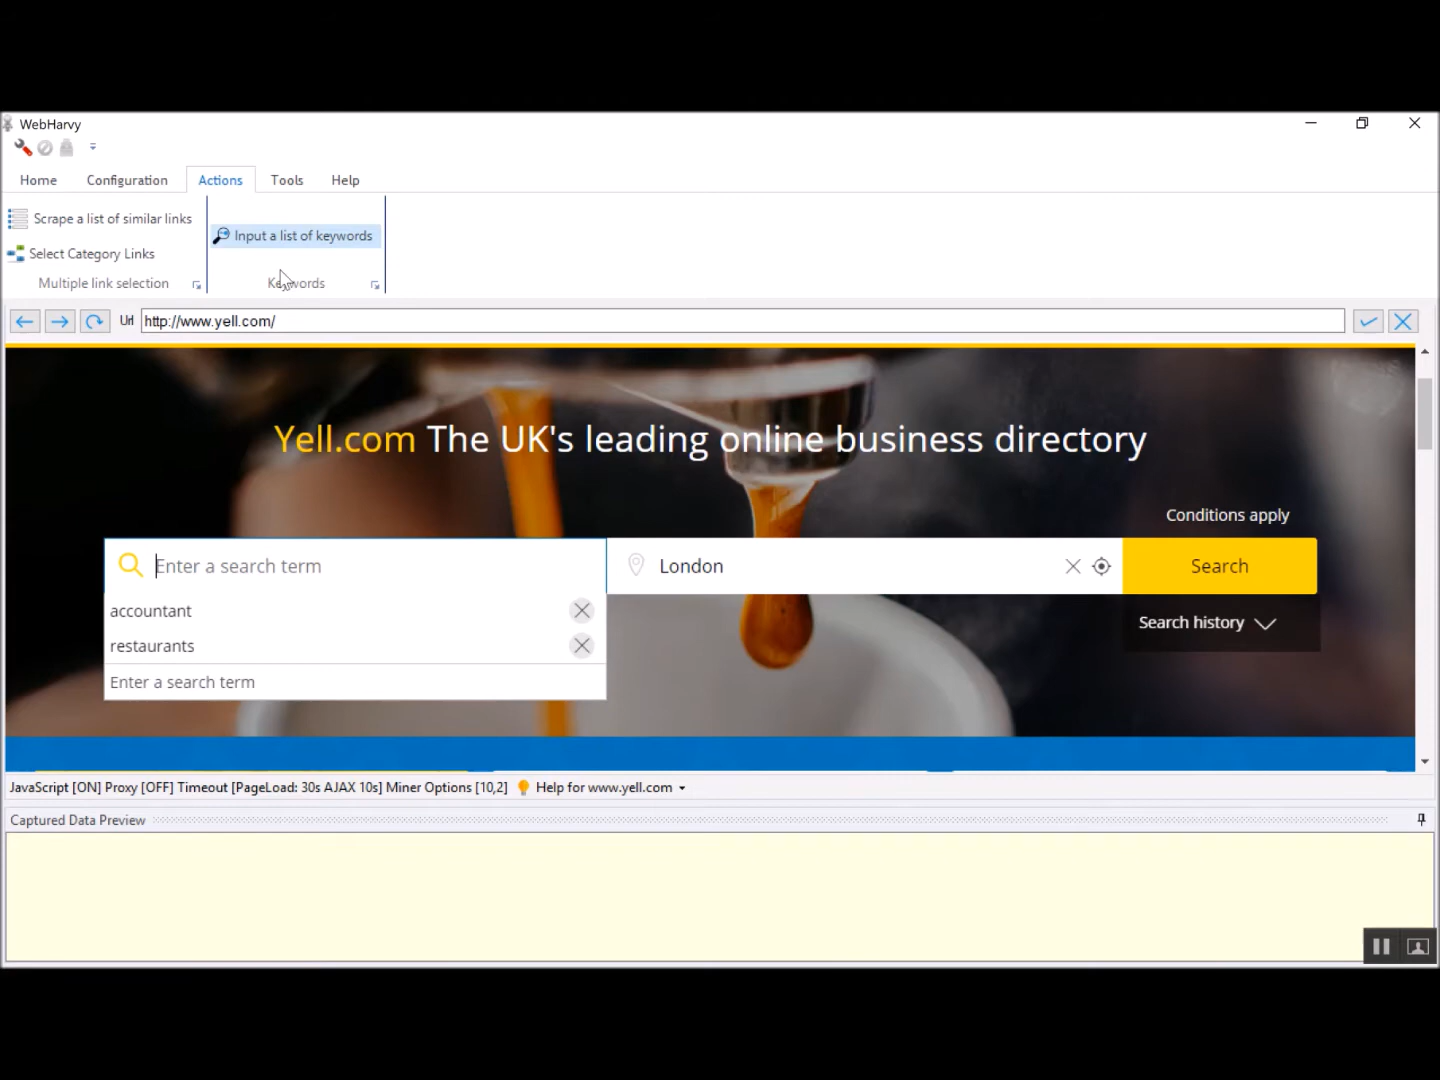 WebHarvy
Home Configuration Actions Tools Help
Scrape a list of similar links
Input a list of keywords
Select Category Links
Multiple link selection
Keywords
Url http://www.yell.com/
Yell.com The UK's leading online business directory
Conditions apply
Enter a search term
London
Search
accountant
Search history
restaurants
Enter a search term
JavaScript [ON] Proxy [OFF] Timeout [PageLoad: 30s AJAX 10s] Miner Options [10,2] Help for www.yell.com
Captured Data Preview